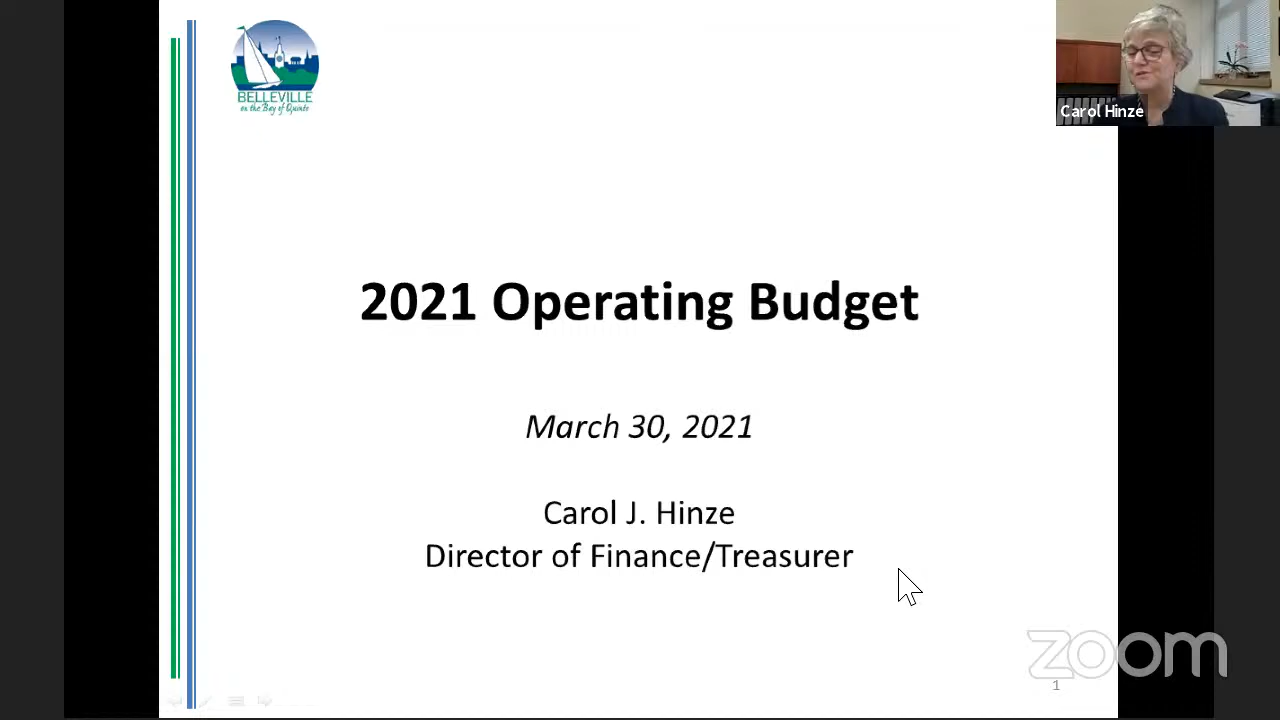 BELLEVILLE
on the Bay of Quinte
Carol Hinze
2021 Operating Budget
March 30, 2021
Carol J. Hinze
Director of Finance/Treasurer
zoom
1